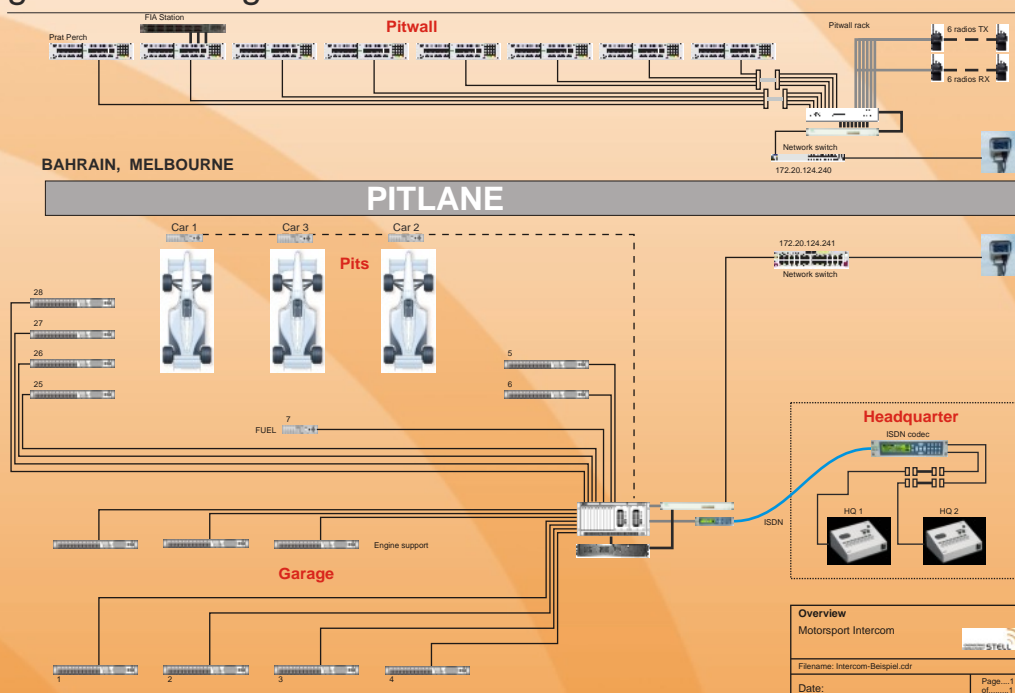 FIA Station
Pitwall
Prat Perch
Pitwall rack
6 radios TX
6 radios RX
Network switch
172.20.124.240
BAHRAIN, MELBOURNE
PITLANE
Car 1
Car 3
Car 2
Pits
172.20.124.241
Network switch
28
27
26
25
5
6
7
FUEL
Headquarter
ISDN codec
HQ 1
HQ 2
ISDN
Engine support
Garage
1
2
3
4
Overview
Motorsport Intercom
STELL
Filename: Intercom-Beispiel.cdr
Date:
Page....1
of.........1